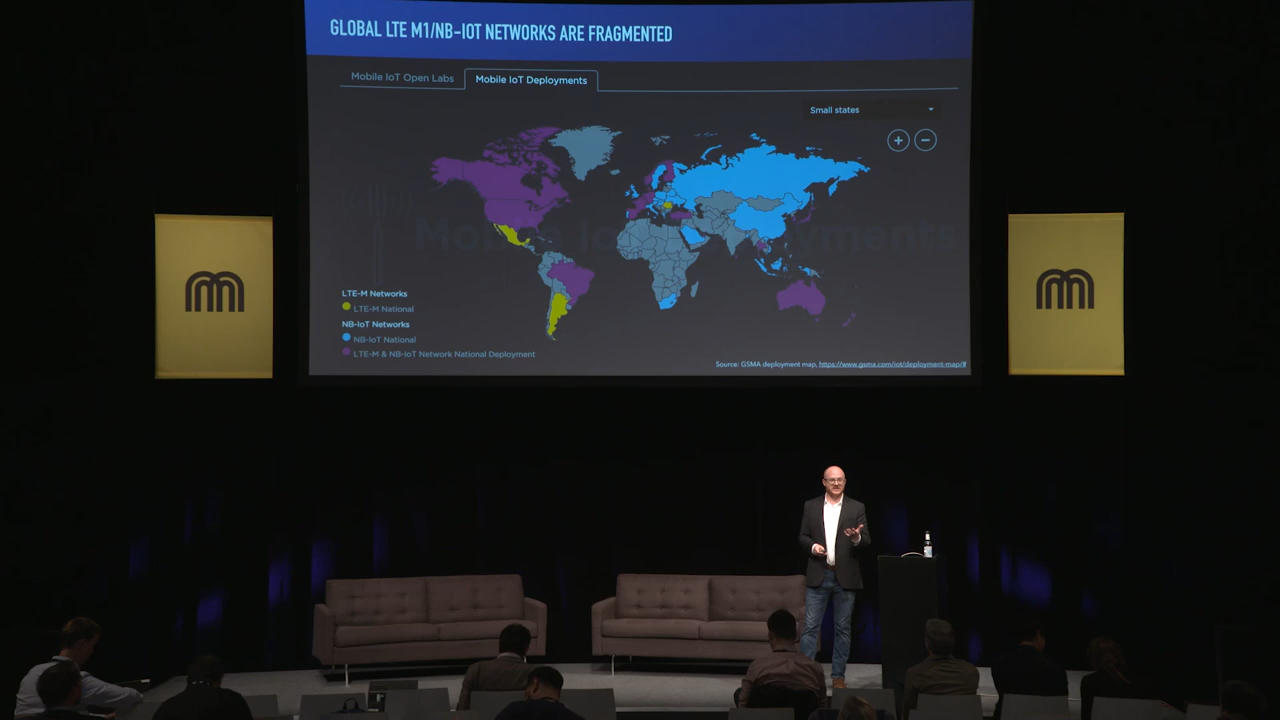 GLOBAL LTE M1/NB-IOT NETWORKS ARE FRAGMENTED
Mobile IoT Open Labs
Mobile IoT Deployments
Small states
LTE-M Networks
LTE-M National
NB-IoT Networks
NB-IoT National
LTE-M & NB-IoT Network National Deployment
Source: GSMA deployment map, https://www.gsma.com/iot/deployment-map/#